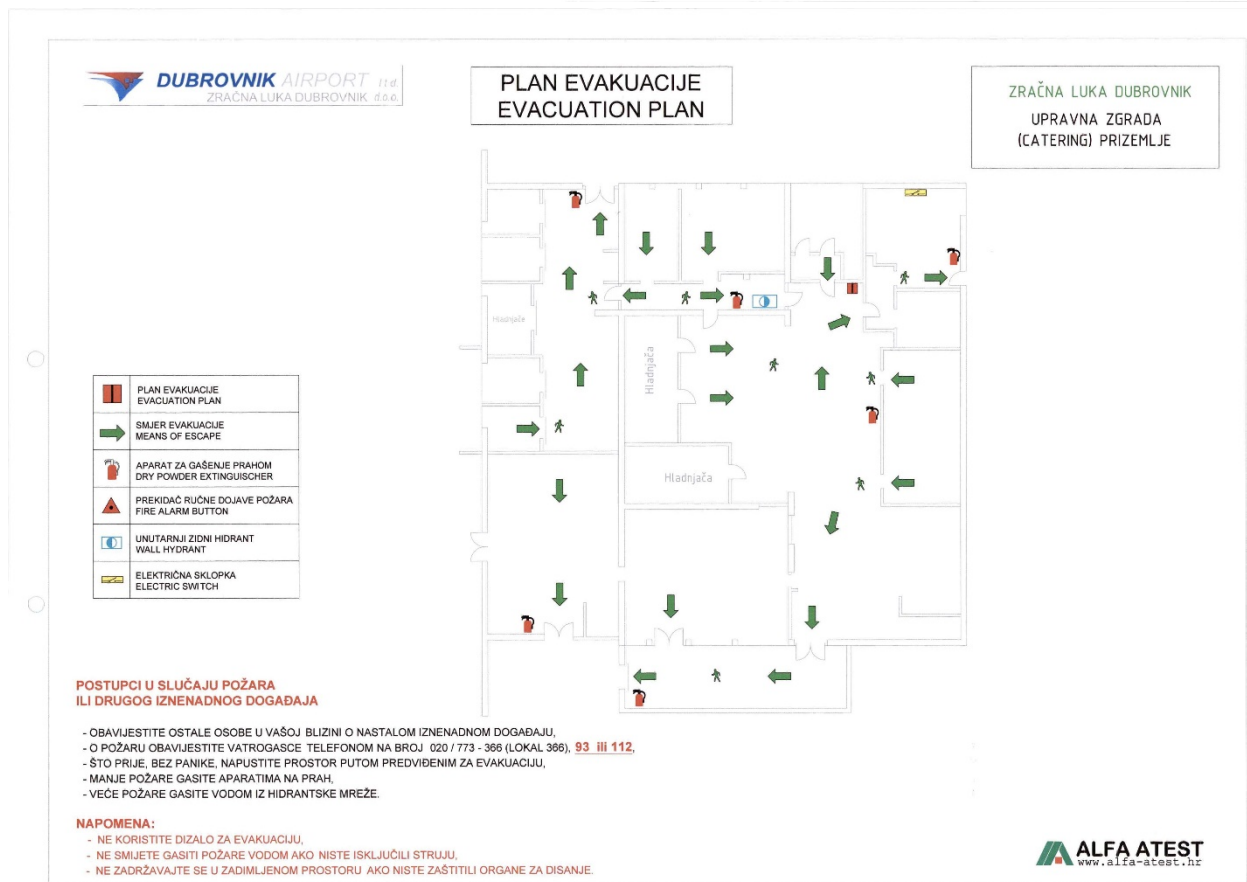 DUBROVNIK AIRPORT ltd.
ZRAČNA LUKA DUBROVNIK d.o.o.
PLAN EVAKUACIJE
EVACUATION PLAN
ZRAČNA LUKA DUBROVNIK
UPRAVNA ZGRADA
(CATERING) PRIZEMLJE
Hladnjače
Hladnjača
Hladnjača
PLAN EVAKUACIJE
EVACUATION PLAN
SMJER EVAKUACIJE
MEANS OF ESCAPE
APARAT ZA GAŠENJE PRAHOM
DRY POWDER EXTINGUISCHER
PREKIDAČ RUČNE DOJAVE POŽARA
FIRE ALARM BUTTON
UNUTARNJI ZIDNI HIDRANT
WALL HYDRANT
ELEKTRIČNA SKLOPKA
ELECTRIC SWITCH
POSTUPCI U SLUČAJU POŽARA
ILI DRUGOG IZNENADNOG DOGAĐAJA
- OBAVIJESTITE OSTALE OSOBE U VAŠOJ BLIZINI O NASTALOM IZNENADNOM DOGAĐAJU,
- O POŽARU OBAVIJESTITE VATROGASCE TELEFONOM NA BROJ 020 / 773 - 366 (LOKAL 366), 93 ili 112,
- ŠTO PRIJE, BEZ PANIKE, NAPUSTITE PROSTOR PUTOM PREDVIĐENIM ZA EVAKUACIJU,
- MANJE POŽARE GASITE APARATIMA NA PRAH,
- VEĆE POŽARE GASITE VODOM IZ HIDRANTSKE MREŽE.
NAPOMENA:
- NE KORISTITE DIZALO ZA EVAKUACIJU,
- NE SMIJETE GASITI POŽARE VODOM AKO NISTE ISKLJUČILI STRUJU,
- NE ZADRŽAVAJTE SE U ZADIMLJENOM PROSTORU AKO NISTE ZAŠTITILI ORGANE ZA DISANJE.
ALFA ATEST
www.alfa-atest.hr